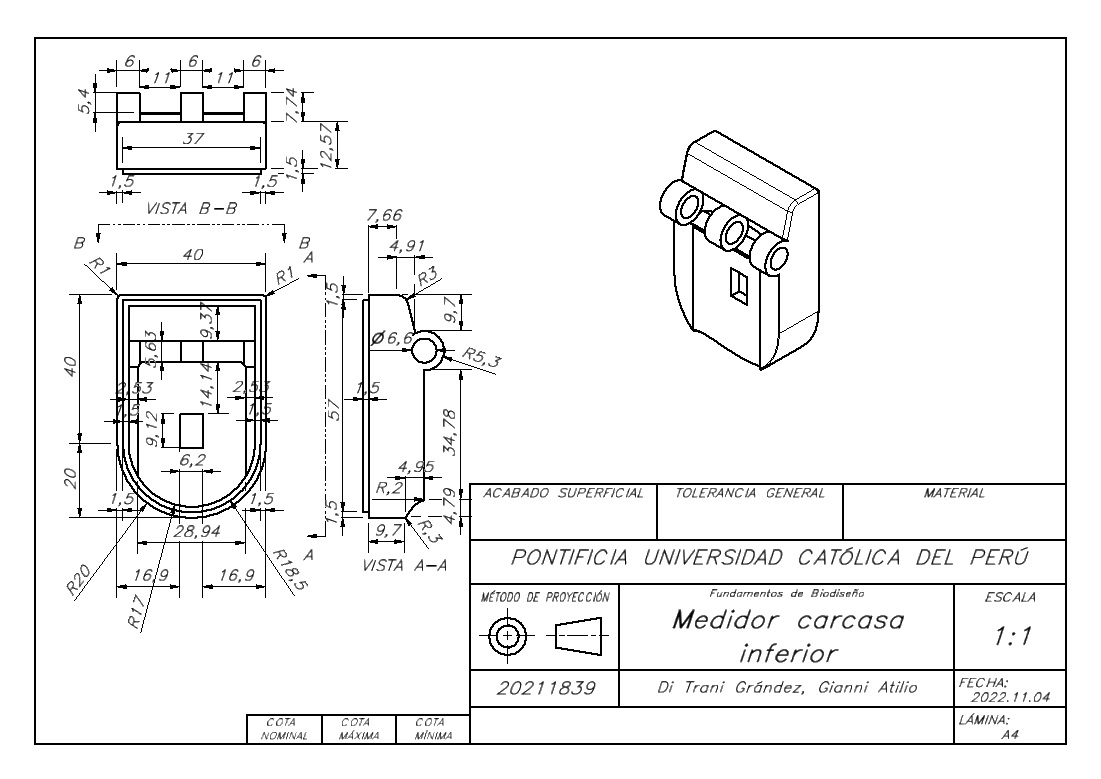 6 6 6
11 11
5,4
7,74
37
12,57
1,5
1,5 1,5
VISTA B-B
B B
A
40
R1 R1
7,66
4,91
R3
1,5
9,7
9,37
5,63
Ø6,6
R5,3
40
14,14
2,53 2,53
1,5 1,5
1,5
57
9,12
34,78
6,2
4,95
20
R,2
1,5 1,5
1,5
4,79
28,94
R,3
9,7
A
VISTA A-A
R20
R18,5
16,9 16,9
R17
ACABADO SUPERFICIAL TOLERANCIA GENERAL MATERIAL
PONTIFICIA UNIVERSIDAD CATÓLICA DEL PERÚ
MÉTODO DE PROYECCIÓN
Fundamentos de Biodiseño
Medidor carcasa
inferior
ESCALA
1:1
20211839
Di Trani Grández, Gianni Atilio
FECHA:
2022.11.04
LÁMINA:
A4
COTA
NOMINAL
COTA
MÁXIMA
COTA
MÍNIMA